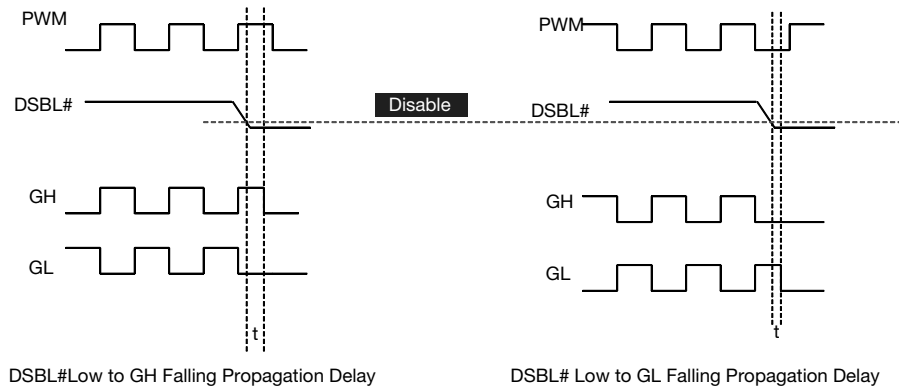 PWM
DSBL#
GH
GL
t
DSBL#Low to GH Falling Propagation Delay
Disable
PWM
DSBL#
GH
GL
t
DSBL# Low to GL Falling Propagation Delay